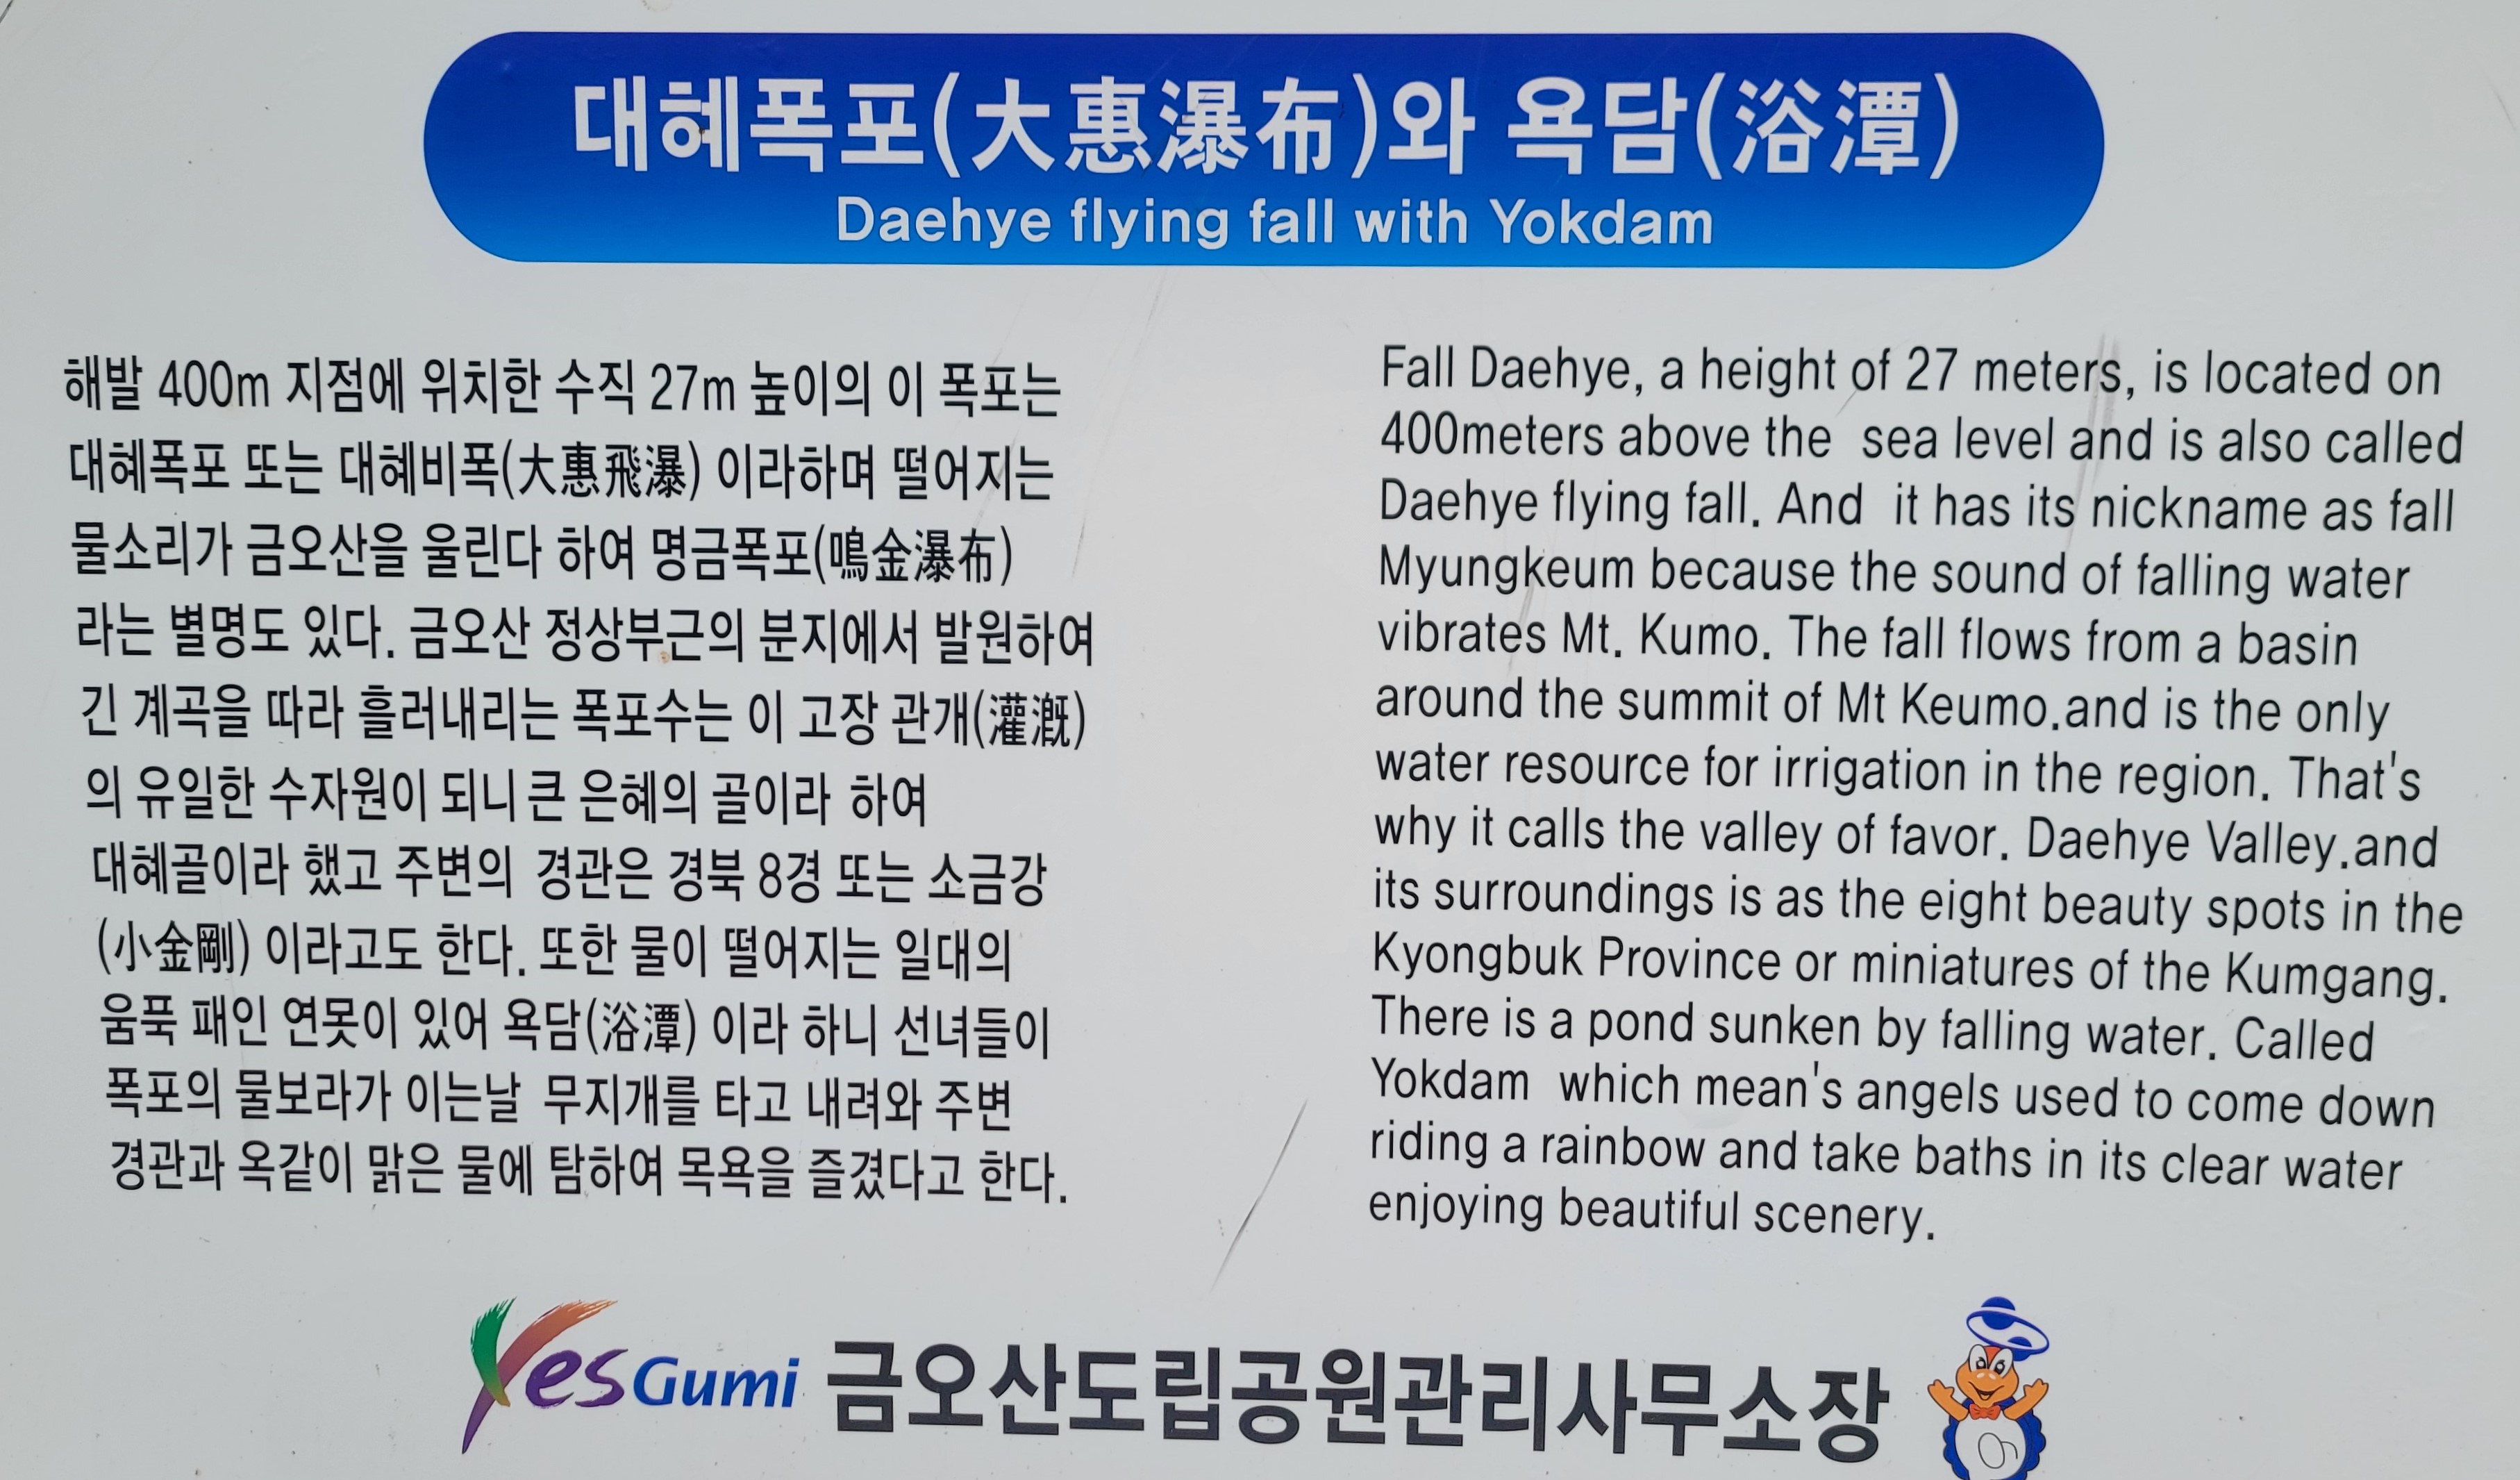 대혜폭포(大惠瀑布)와 욕담(浴潭)
Daehye flying fall with Yokdam
해발 400m 지점에 위치한 수직 27m 높이의 이 폭포는
대혜폭포 또는 대혜비폭(大惠飛瀑) 이라하며 떨어지는
물소리가 금오산을 울린다 하여 명금폭포(鳴金瀑布)
라는 별명도 있다. 금오산 정상부근의 분지에서 발원하여
긴 계곡을 따라 흘러내리는 폭포수는 이 고장 관개(灌漑)
의 유일한 수자원이 되니 큰 은혜의 골이라 하여
대혜골이라 했고 주변의 경관은 경북 8경 또는 소금강
(小金剛) 이라고도 한다. 또한 물이 떨어지는 일대의
움푹 패인 연못이 있어 욕담(浴潭) 이라 하니 선녀들이
폭포의 물보라가 이는날 무지개를 타고 내려와 주변
경관과 옥같이 맑은 물에 탐하여 목욕을 즐겼다고 한다.
Fall Daehye, a height of 27 meters, is located on
400meters above the sea level and is also called
Daehye flying fall. And it has its nickname as fall
Myungkeum because the sound of falling water
vibrates Mt. Kumo. The fall flows from a basin
around the summit of Mt Keumo.and is the only
water resource for irrigation in the region. That's
why it calls the valley of favor. Daehye Valley.and
its surroundings is as the eight beauty spots in the
Kyongbuk Province or miniatures of the Kumgang.
There is a pond sunken by falling water. Called
Yokdam which mean's angels used to come down
riding a rainbow and take baths in its clear water
enjoying beautiful scenery.
Yes Gumi 금오산도립공원관리사무소장